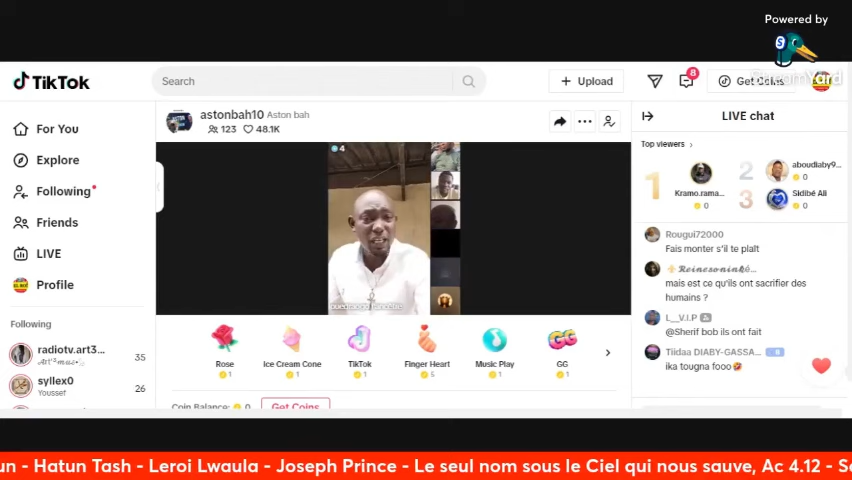 Powered by
StreamYard
TikTok
Search
Upload
8
Get Coins
For You
Explore
Following
Friends
LIVE
Profile
Following
radiotv.art3...
35
syllex0
Youssef
26
astonbah10 Aston bah
123 48.1K
4
Rose
1
Ice Cream Cone
1
TikTok
1
Finger Heart
5
Music Play
1
GG
1
Coin Balance: 0 Get Coins
LIVE chat
Top viewers
1
Kramo.rama...
0
2
aboudiaby9...
0
3
Sidibé Ali
0
Rougui72000
Fais monter s'il te plaît
mais est ce qu'ils ont sacrifier des
humains ?
L__V.I.P
@Sherif bob ils ont fait
Tiidaa DIABY-GASSA...
ika tougna fooo🤣
un - Hatun Tash - Leroi Lwaula - Joseph Prince - Le seul nom sous le Ciel qui nous sauve, Ac 4.12 - Se